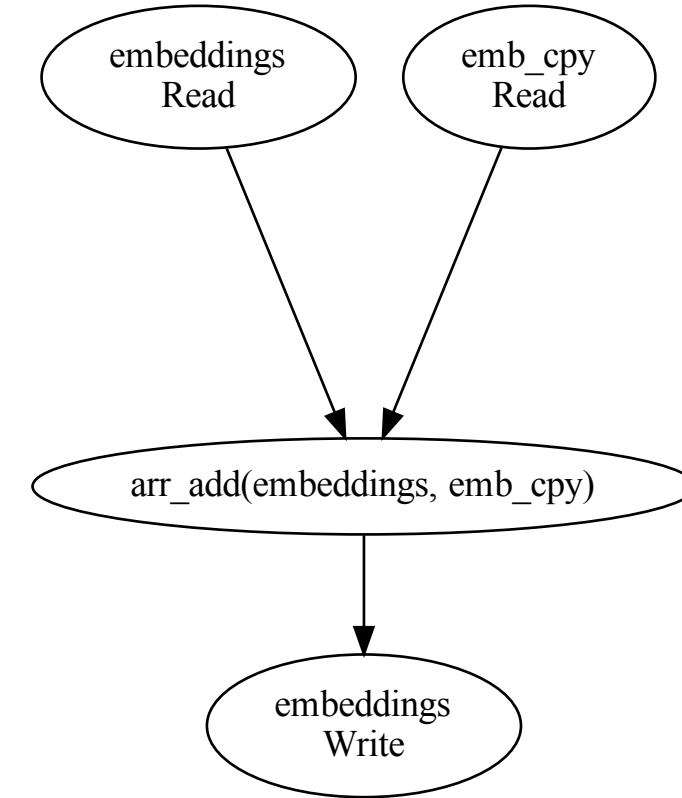 embeddings
Read
emb_cpy
Read
arr_add(embeddings, emb_cpy)
embeddings
Write